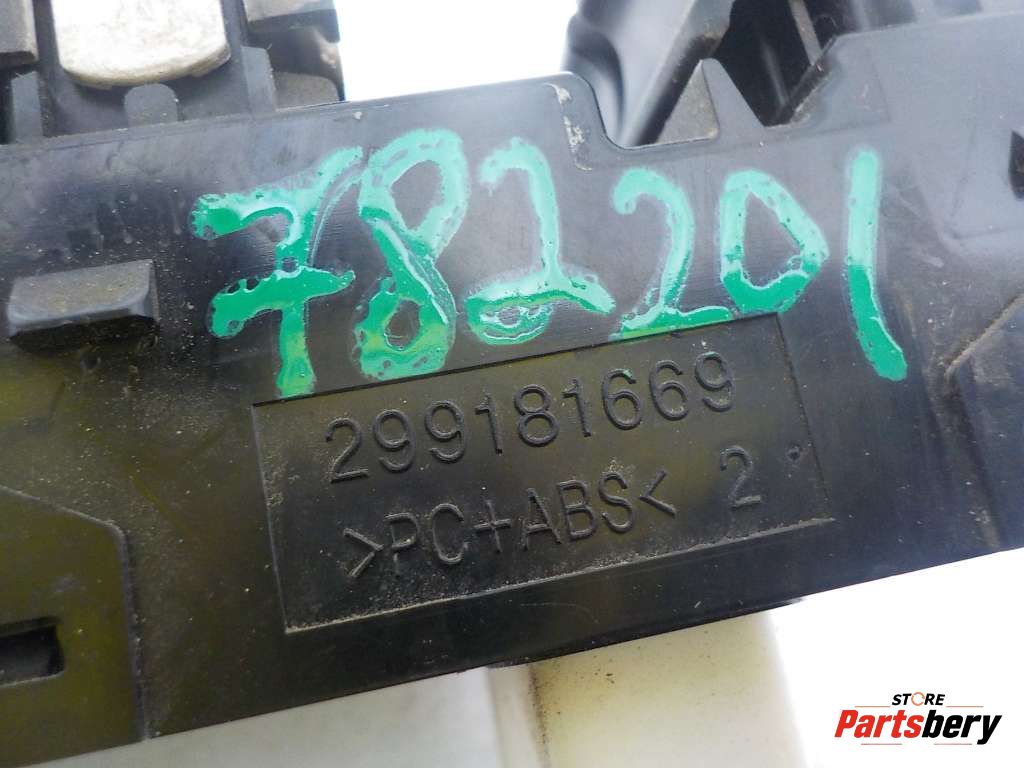 782201
299181669
>PC+ABS< 2
STORE
Partsbery